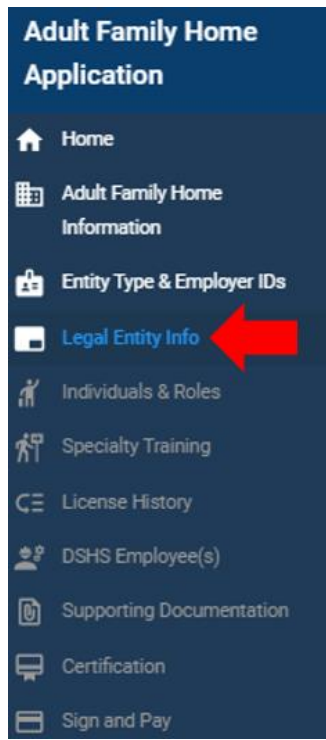 Adult Family Home
Application
Home
Adult Family Home
Information
Entity Type & Employer IDs
Legal Entity Info
Individuals & Roles
Specialty Training
License History
DSHS Employee(s)
Supporting Documentation
Certification
Sign and Pay